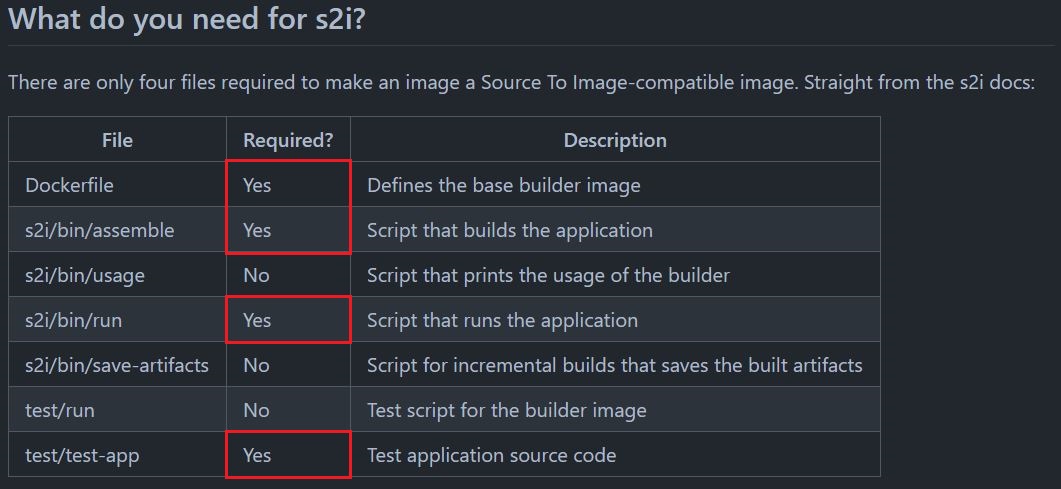 What do you need for s2i?
There are only four files required to make an image a Source To Image-compatible image. Straight from the s2i docs:
File Required? Description
Dockerfile Yes Defines the base builder image
s2i/bin/assemble Yes Script that builds the application
s2i/bin/usage No Script that prints the usage of the builder
s2i/bin/run Yes Script that runs the application
s2i/bin/save-artifacts No Script for incremental builds that saves the built artifacts
test/run No Test script for the builder image
test/test-app Yes Test application source code